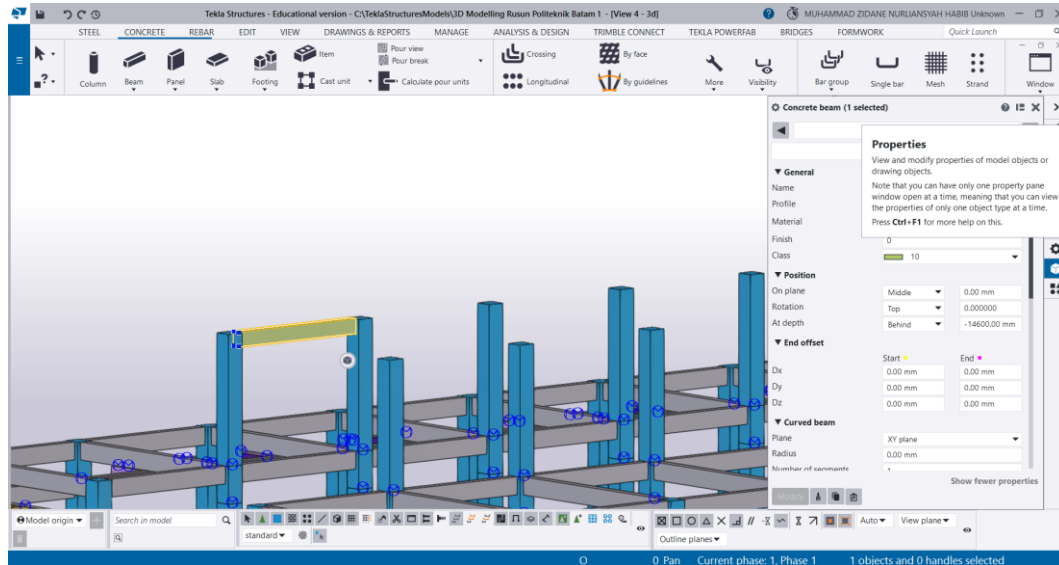 Tekla Structures - Educational version - C:\TeklaStructuresModels\3D Modelling Rusun Politeknik Batam 1 - [View 4 - 3d]
MUHAMMAD ZIDANE NURLIANSYAH HABIB Unknown
STEEL CONCRETE REBAR EDIT VIEW DRAWINGS & REPORTS MANAGE ANALYSIS & DESIGN TRIMBLE CONNECT TEKLA POWERFAB BRIDGES FORMWORK Quick Launch
Column
Beam
Panel
Slab
Footing
Item
Cast unit
Pour view
Pour break
Calculate pour units
Crossing
Longitudinal
By face
By guidelines
More
Visibility
Bar group
Single bar
Mesh
Strand
Window
Concrete beam (1 selected)
Properties
View and modify properties of model objects or
drawing objects.
Note that you can have only one property pane
window open at a time, meaning that you can view
the properties of only one object type at a time.
Press Ctrl+F1 for more help on this.
General
Name
Profile
Material
Finish 0
Class 10
Position
On plane Middle 0.00 mm
Rotation Top 0.000000
At depth Behind -14600.00 mm
End offset
Start End
Dx 0.00 mm 0.00 mm
Dy 0.00 mm 0.00 mm
Dz 0.00 mm 0.00 mm
Curved beam
Plane XY plane
Radius 0.00 mm
Number of segments 1
Show fewer properties
Modify
Model origin
Search in model
standard
Auto
View plane
Outline planes
O 0 Pan Current phase: 1, Phase 1 1 objects and 0 handles selected